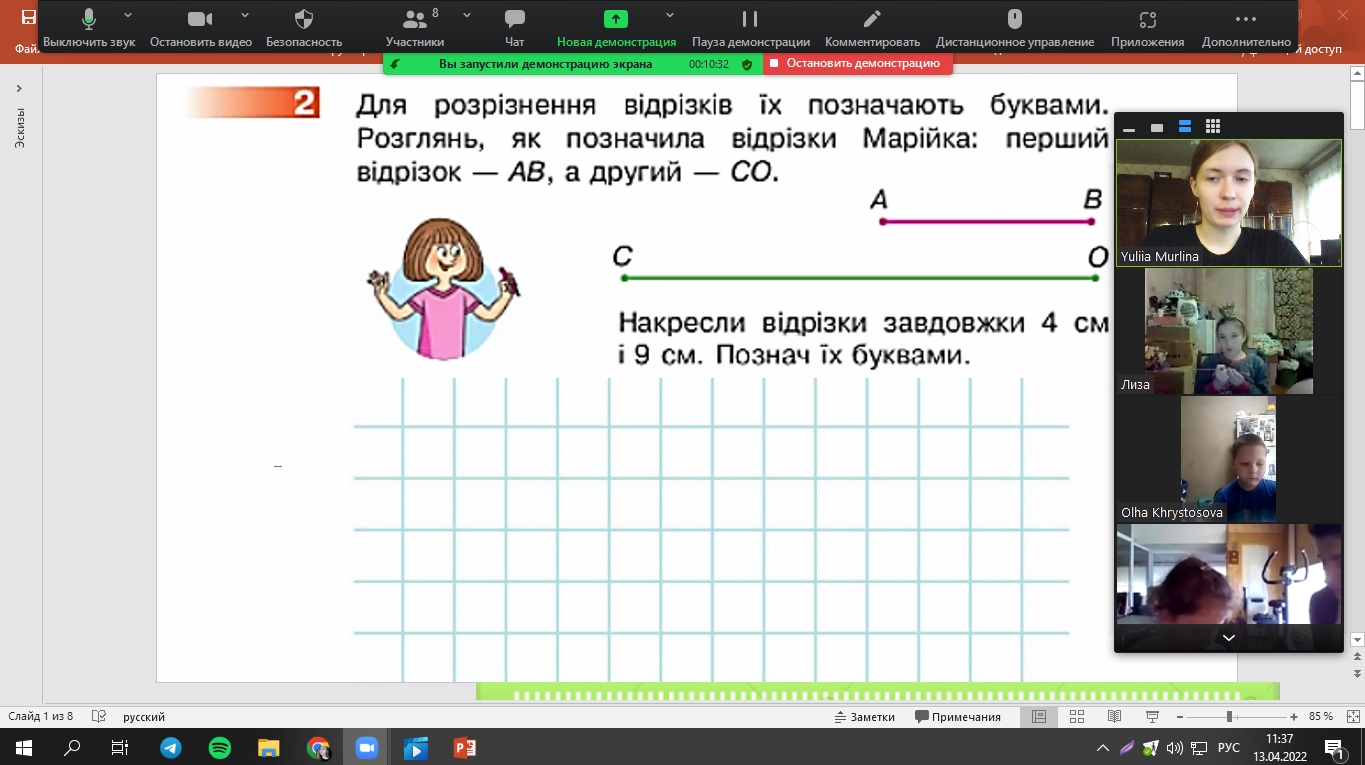 Выключить звук
Остановить видео
Безопасность
Участники
8
Чат
Новая демонстрация
Пауза демонстрации
Комментировать
Дистанционное управление
Приложения
Дополнительно
Вы запустили демонстрацию экрана 00:10:32
Остановить демонстрацию
Эскизы
2
Для розрізнення відрізків їх позначають буквами.
Розглянь, як позначила відрізки Марійка: перший
відрізок — AB, а другий — CO.
A B
C O
Накресли відрізки завдовжки 4 см
і 9 см. Познач їх буквами.
Yuliia Murlina
Лиза
Olha Khrystosova
Слайд 1 из 8 русский Заметки Примечания 85 %
РУС
11:37
13.04.2022
1